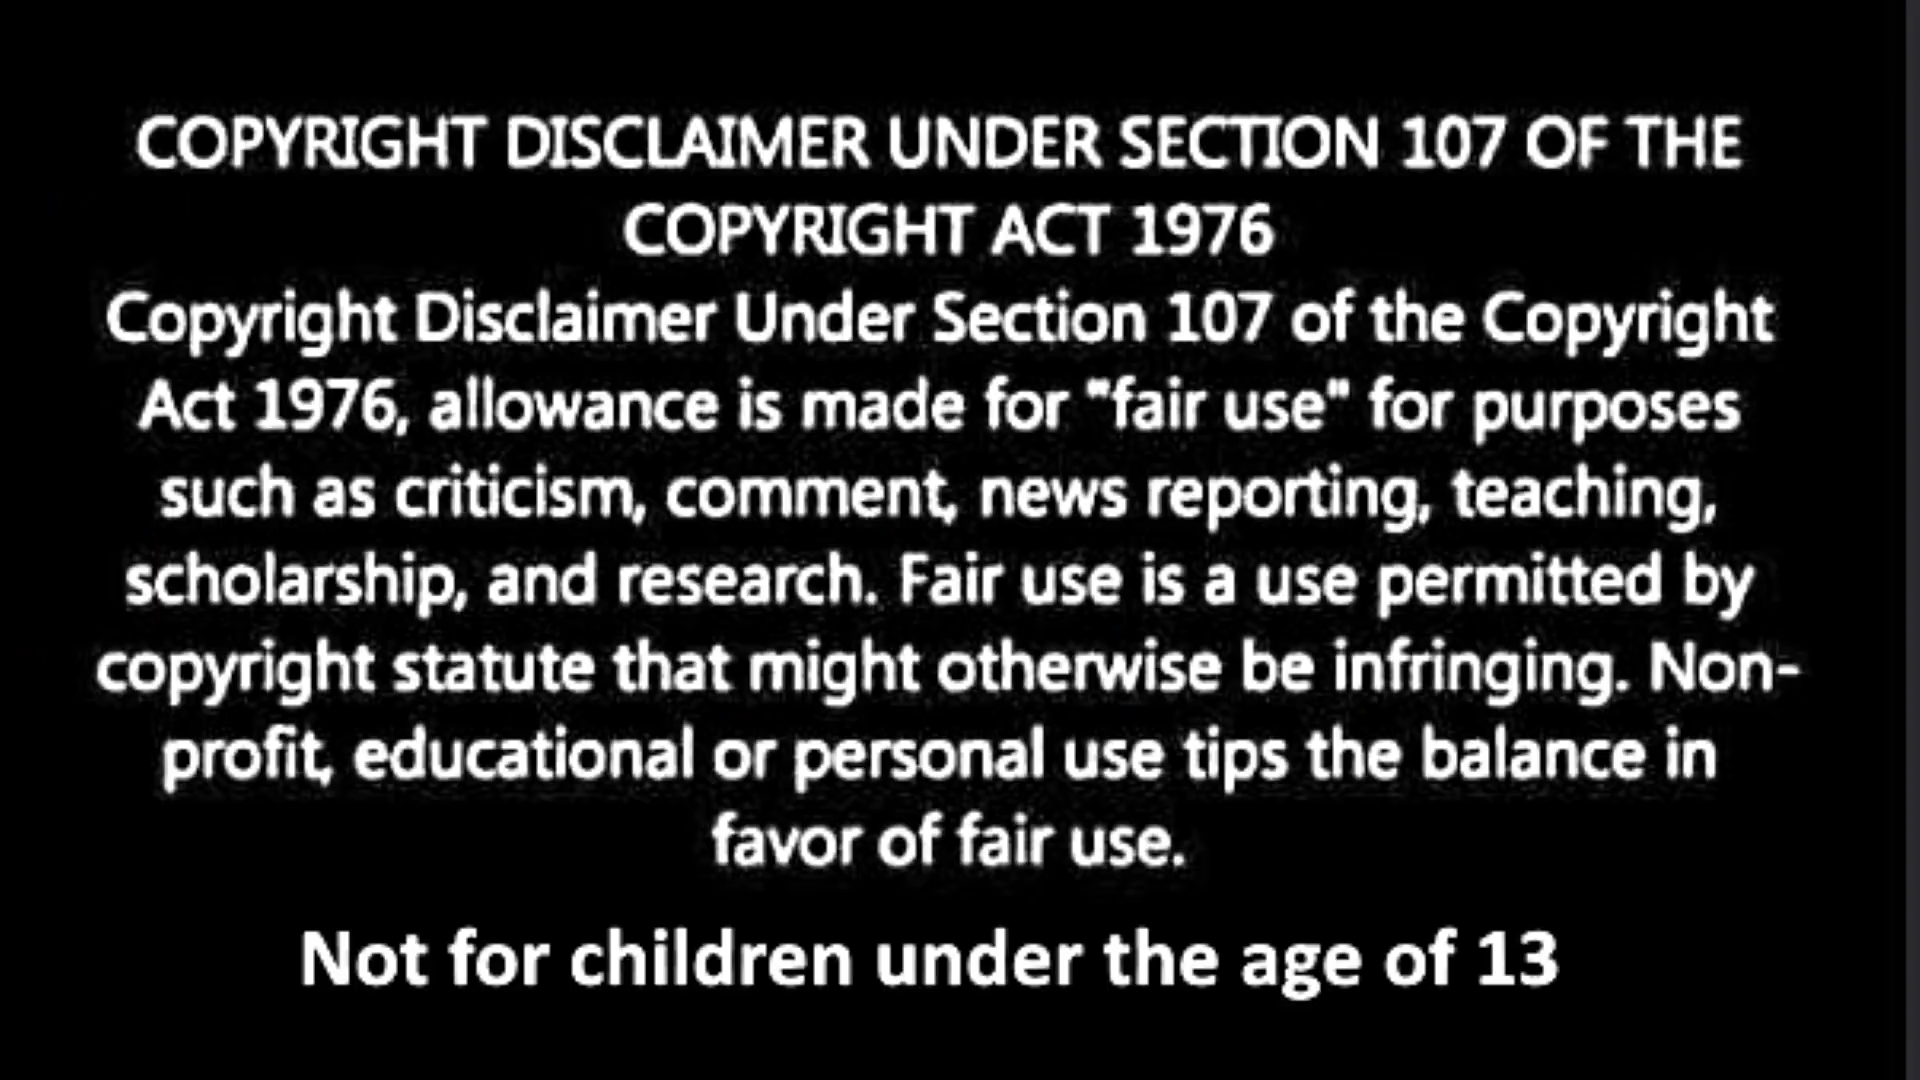 COPYRIGHT DISCLAIMER UNDER SECTION 107 OF THE
COPYRIGHT ACT 1976
Copyright Disclaimer Under Section 107 of the Copyright
Act 1976, allowance is made for "fair use" for purposes
such as criticism, comment, news reporting, teaching,
scholarship, and research. Fair use is a use permitted by
copyright statute that might otherwise be infringing. Non-
profit, educational or personal use tips the balance in
favor of fair use.
Not for children under the age of 13